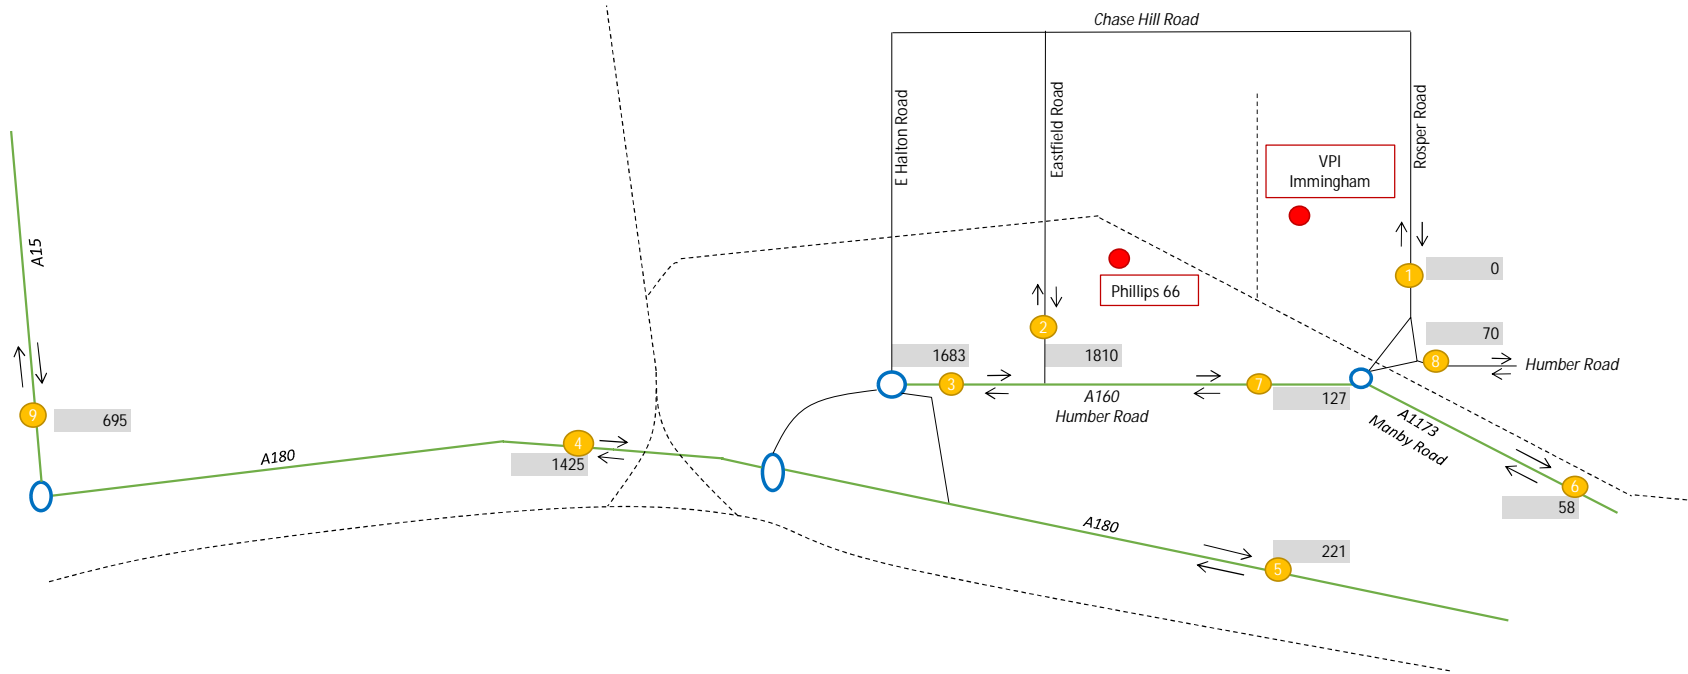 Chase Hill Road
E Halton Road
Eastfield Road
Rosper Road
VPI
Immingham
A15
1
0
Phillips 66
2
70
1683
1810
8
Humber Road
3
7
A160
Humber Road
127
A1173
Manby Road
9
695
A180
4
1425
6
58
A180
221
5